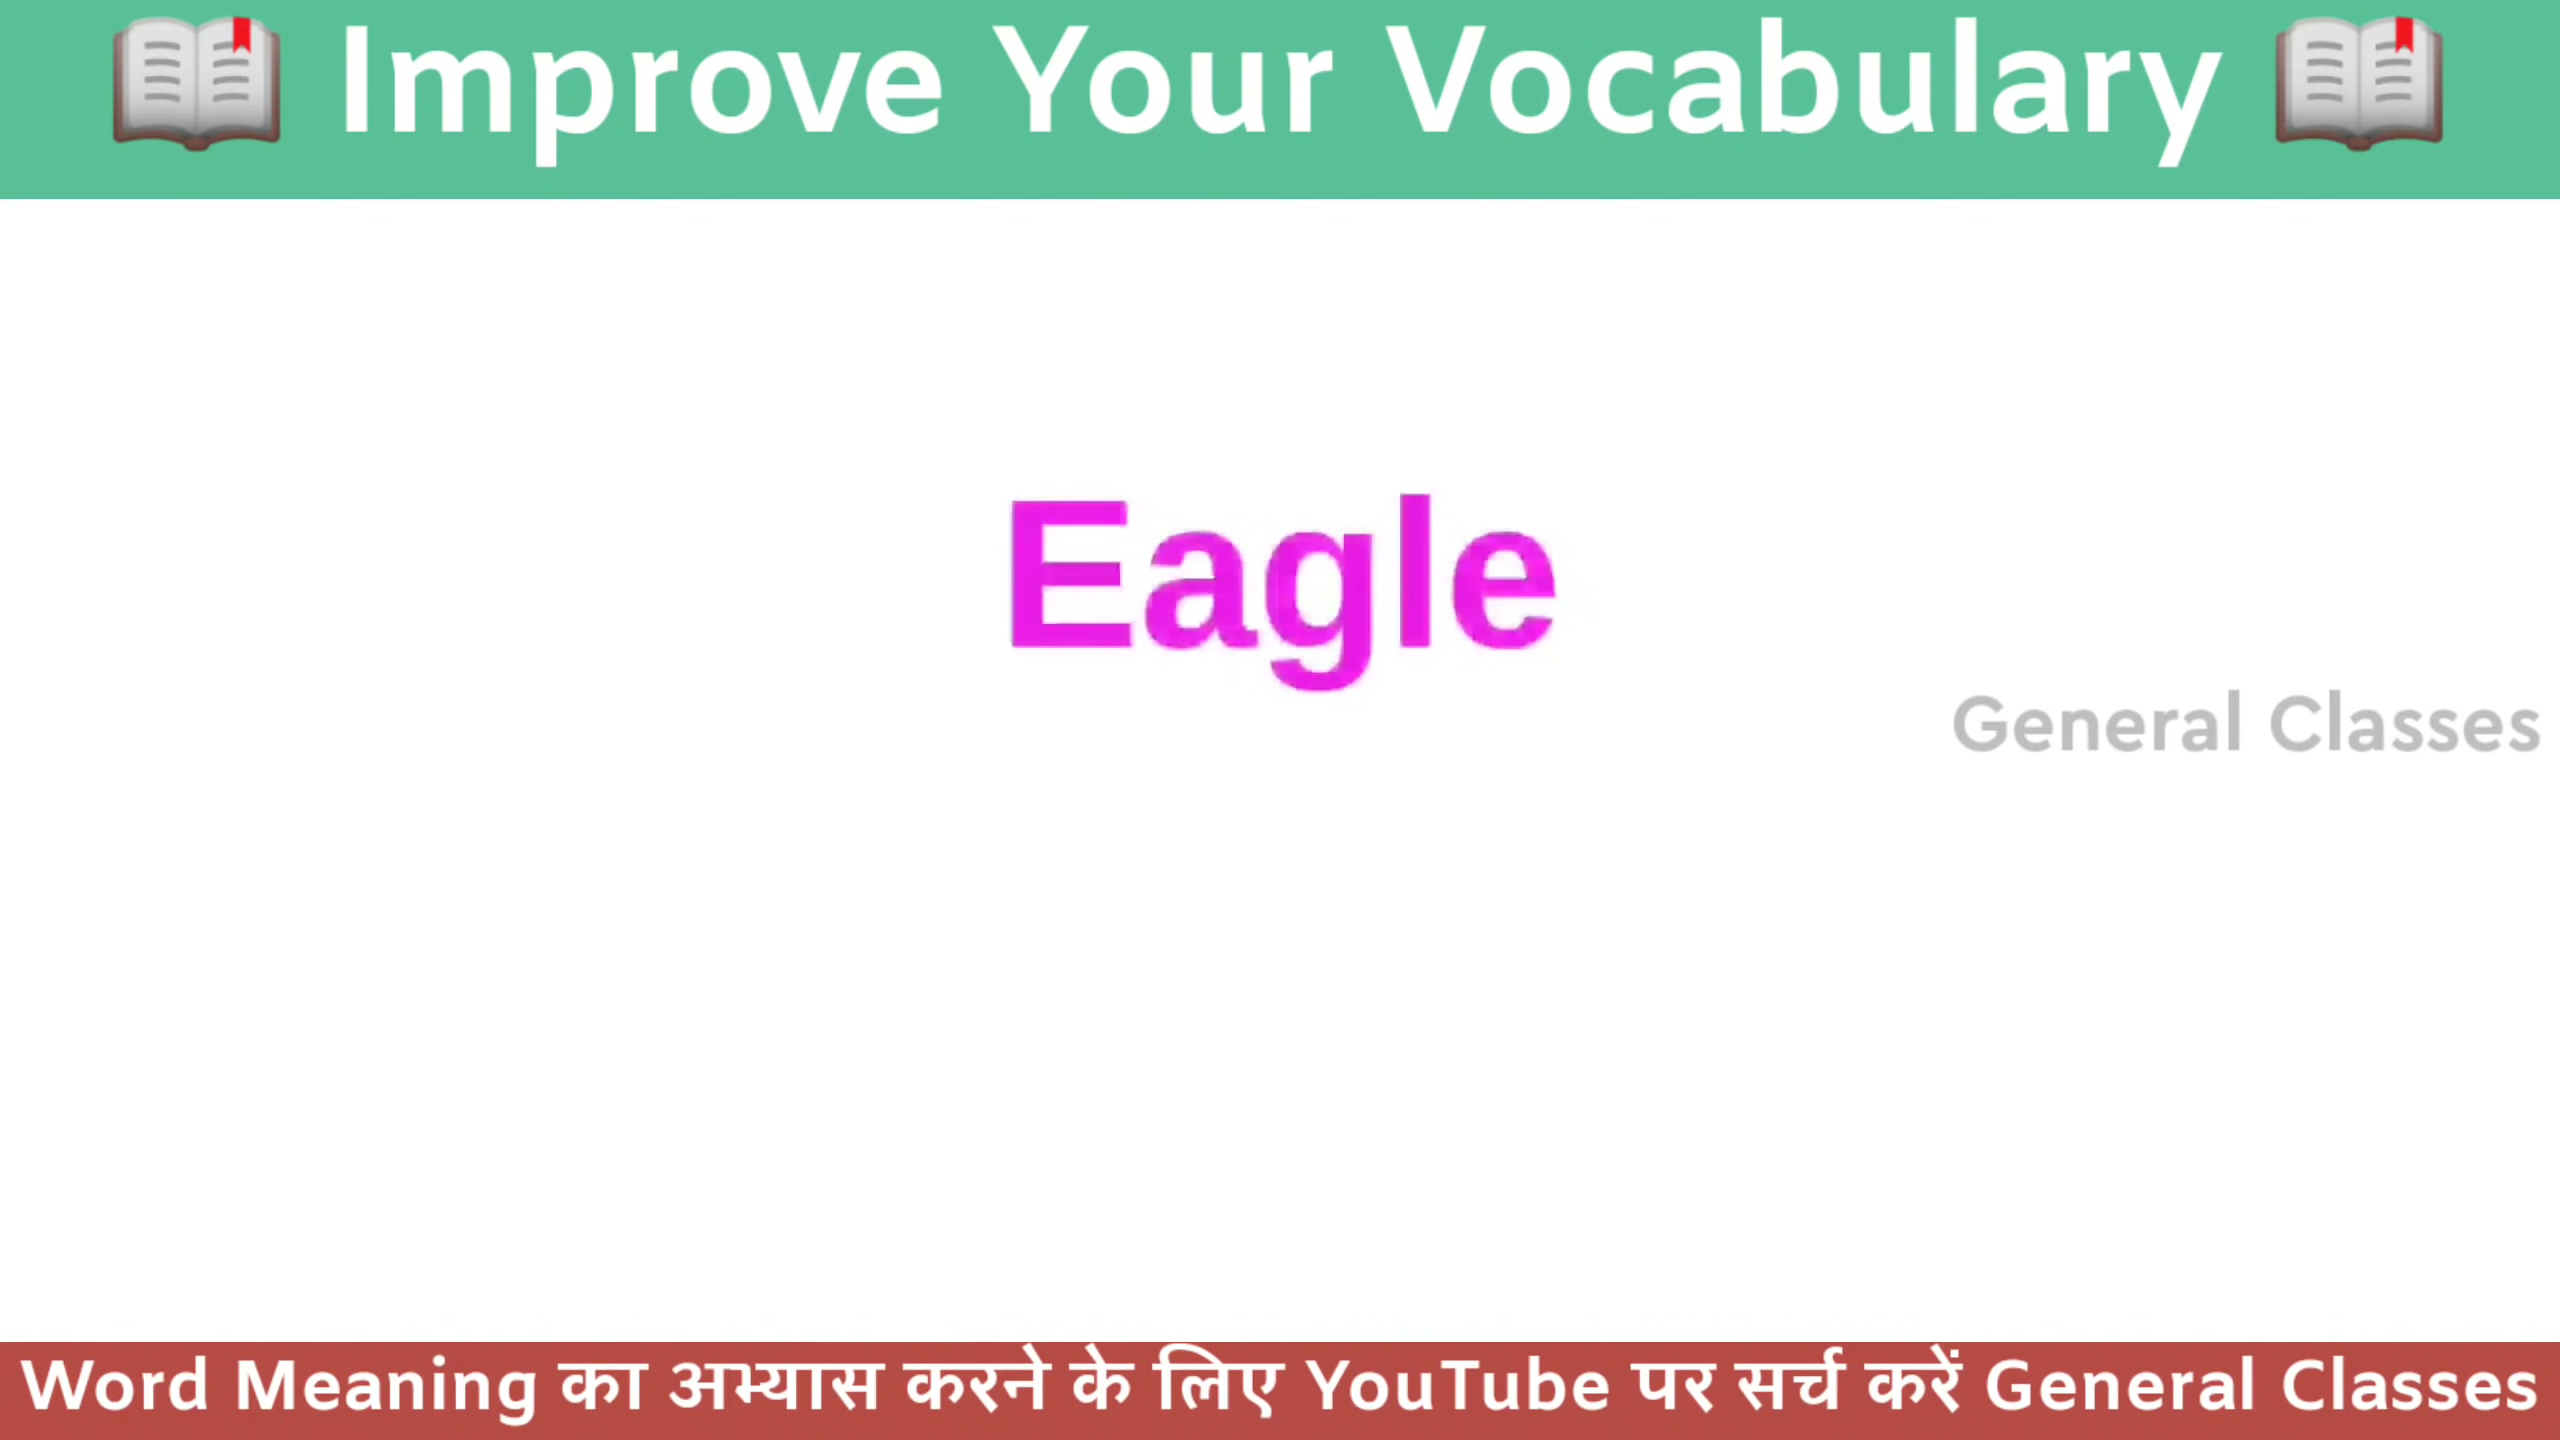 Improve Your Vocabulary
Eagle
General Classes
Word Meaning का अभ्यास करने के लिए YouTube पर सर्च करें General Classes